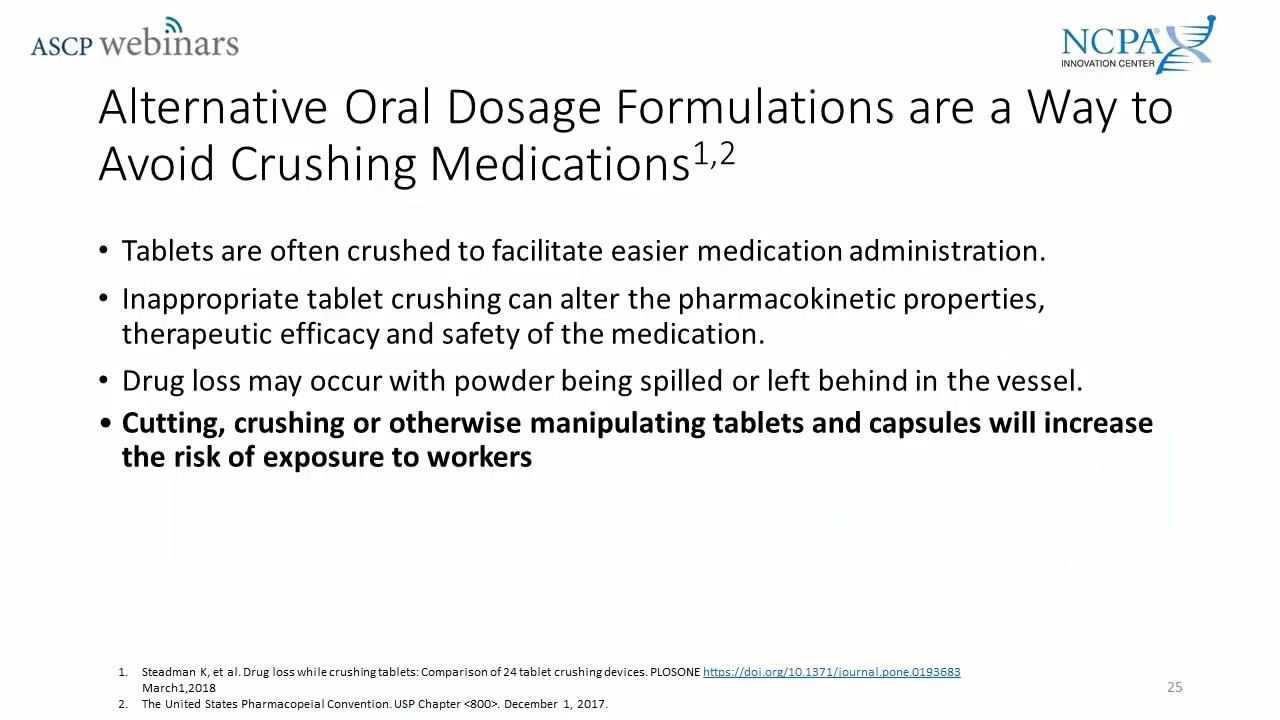 ASCP webinars
NCPA®
INNOVATION CENTER
Alternative Oral Dosage Formulations are a Way to
Avoid Crushing Medications1,2
• Tablets are often crushed to facilitate easier medication administration.
• Inappropriate tablet crushing can alter the pharmacokinetic properties,
therapeutic efficacy and safety of the medication.
• Drug loss may occur with powder being spilled or left behind in the vessel.
• Cutting, crushing or otherwise manipulating tablets and capsules will increase
the risk of exposure to workers
1. Steadman K, et al. Drug loss while crushing tablets: Comparison of 24 tablet crushing devices. PLOSONE https://doi.org/10.1371/journal.pone.0193683
March1,2018
2. The United States Pharmacopeial Convention. USP Chapter <800>. December 1, 2017.
25